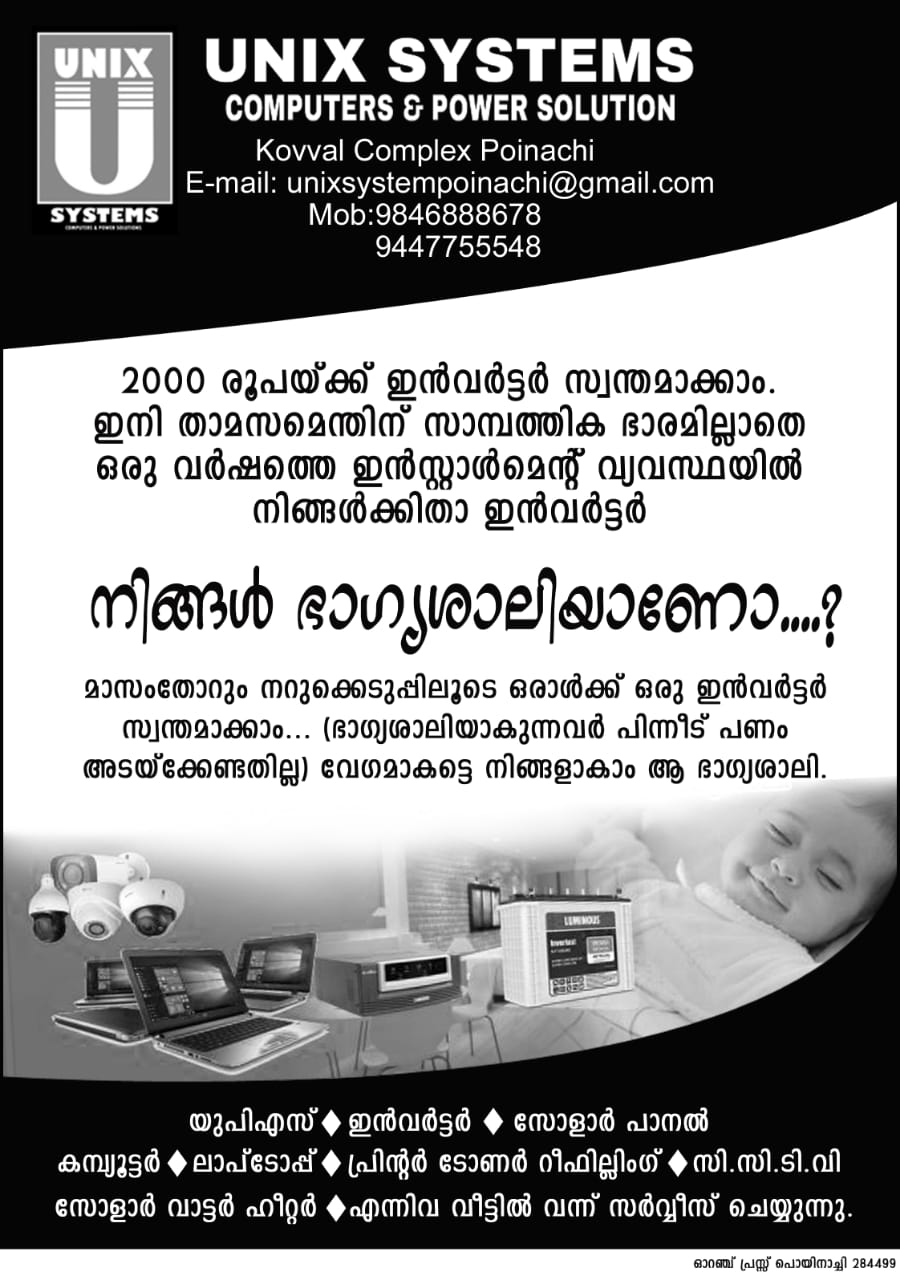 UNIX
SYSTEMS
COMPUTERS & POWER SOLUTIONS
UNIX SYSTEMS
COMPUTERS & POWER SOLUTION
Kovval Complex Poinachi
E-mail: unixsystempoinachi@gmail.com
Mob:9846888678
9447755548
2000 രൂപയ്ക്ക് ഇൻവർട്ടർ സ്വന്തമാക്കാം.
ഇനി താമസമെന്തിന് സാമ്പത്തിക ഭാരമില്ലാതെ
ഒരു വർഷത്തെ ഇൻസ്റ്റാൾമെന്റ് വ്യവസ്ഥയിൽ
നിങ്ങൾക്കിതാ ഇൻവർട്ടർ
നിങ്ങൾ ഭാഗ്യശാലിയാണോ....?
മാസംതോറും നറുക്കെടുപ്പിലൂടെ ഒരാൾക്ക് ഒരു ഇൻവർട്ടർ
സ്വന്തമാക്കാം... (ഭാഗ്യശാലിയാകുന്നവർ പിന്നീട് പണം
അടയ്ക്കേണ്ടതില്ല) വേഗമാകട്ടെ നിങ്ങളാകാം ആ ഭാഗ്യശാലി.
LUMINOUS
യുപിഎസ് ♦ ഇൻവർട്ടർ ♦ സോളാർ പാനൽ
കമ്പ്യൂട്ടർ ♦ ലാപ്ടോപ്പ് ♦ പ്രിന്റർ ടോണർ റീഫില്ലിംഗ് ♦ സി.സി.ടി.വി
സോളാർ വാട്ടർ ഹീറ്റർ ♦ എന്നിവ വീട്ടിൽ വന്ന് സർവ്വീസ് ചെയ്യുന്നു.
ഓറഞ്ച് പ്രസ്സ് പൊയിനാച്ചി 284499